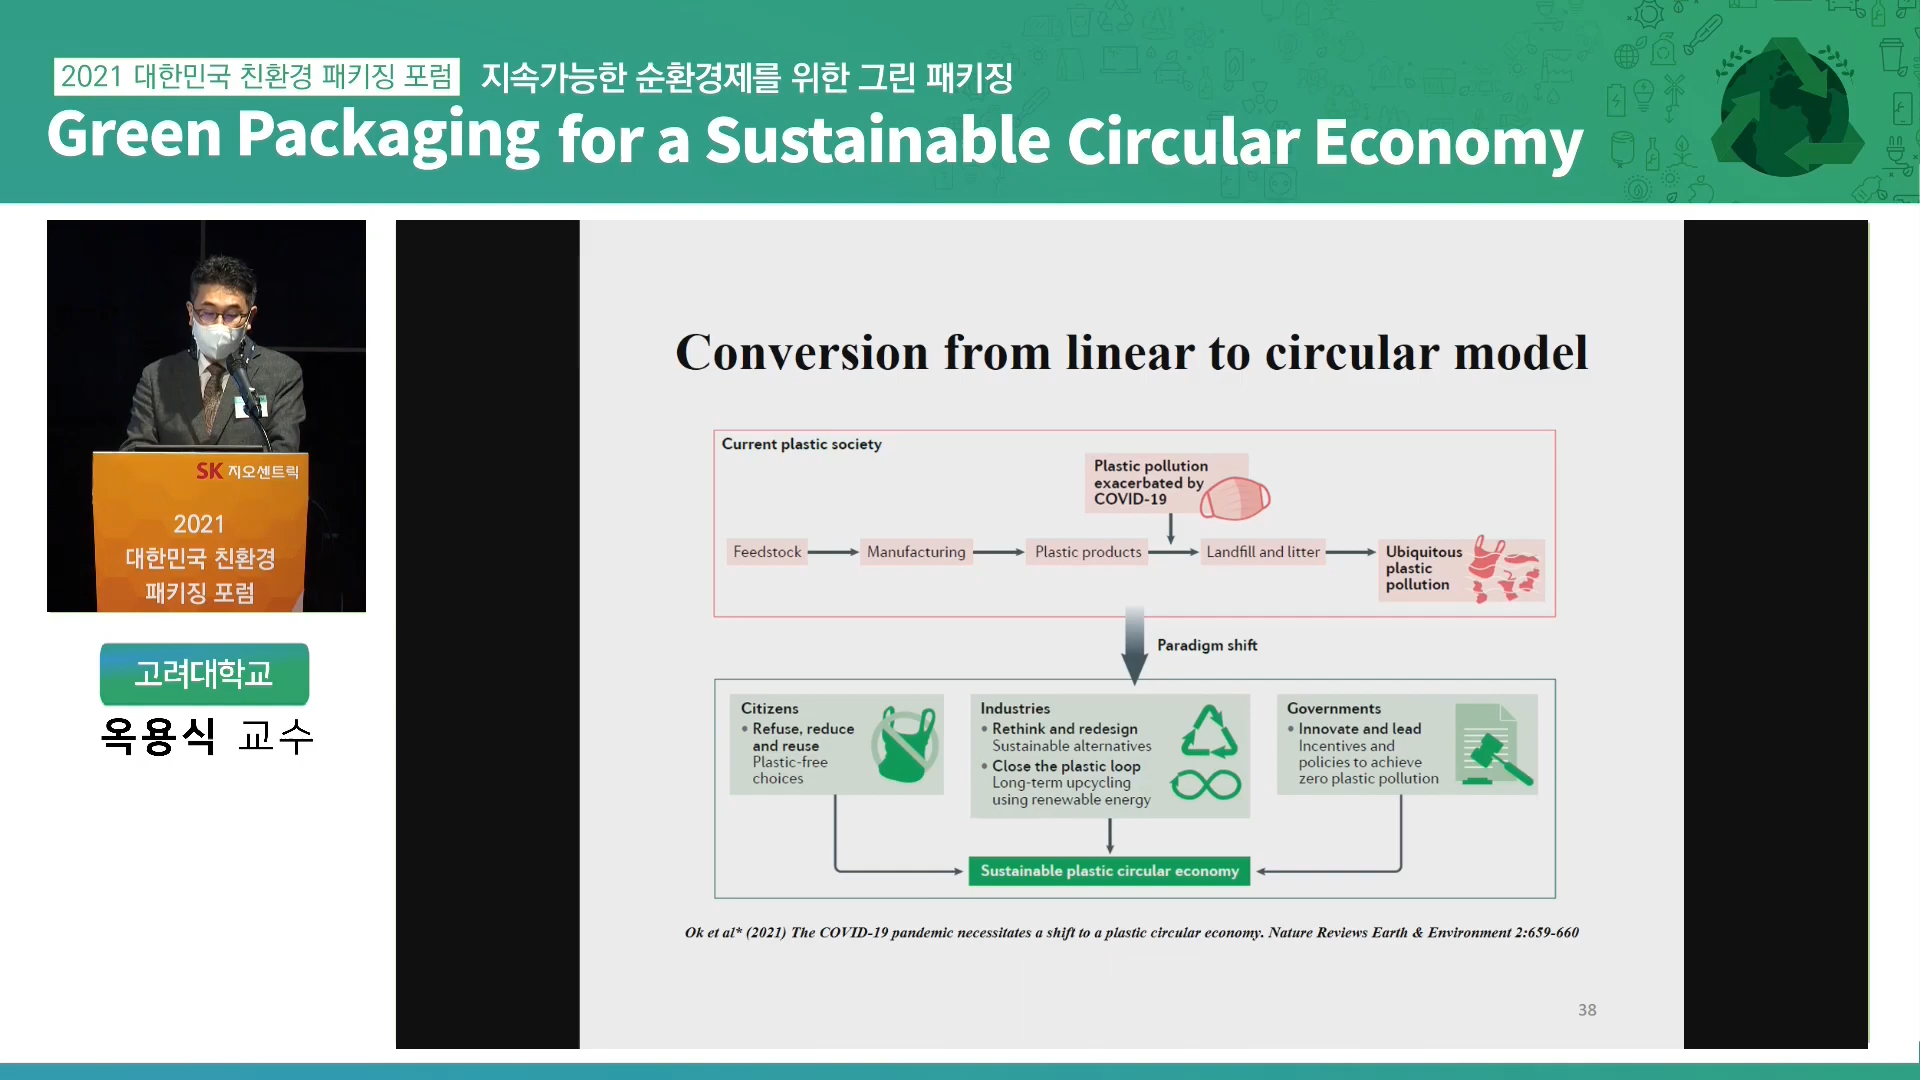 2021 대한민국 친환경 패키징 포럼 지속가능한 순환경제를 위한 그린 패키징
Green Packaging for a Sustainable Circular Economy
SK 지오센트릭
2021
대한민국 친환경
패키징 포럼
고려대학교
옥용식 교수
Conversion from linear to circular model
Current plastic society
Plastic pollution
exacerbated by
COVID-19
Feedstock
Manufacturing
Plastic products
Landfill and litter
Ubiquitous
plastic
pollution
Paradigm shift
Citizens
• Refuse, reduce
and reuse
Plastic-free
choices
Industries
• Rethink and redesign
Sustainable alternatives
• Close the plastic loop
Long-term upcycling
using renewable energy
Governments
• Innovate and lead
Incentives and
policies to achieve
zero plastic pollution
Sustainable plastic circular economy
Ok et al* (2021) The COVID-19 pandemic necessitates a shift to a plastic circular economy. Nature Reviews Earth & Environment 2:659-660
38